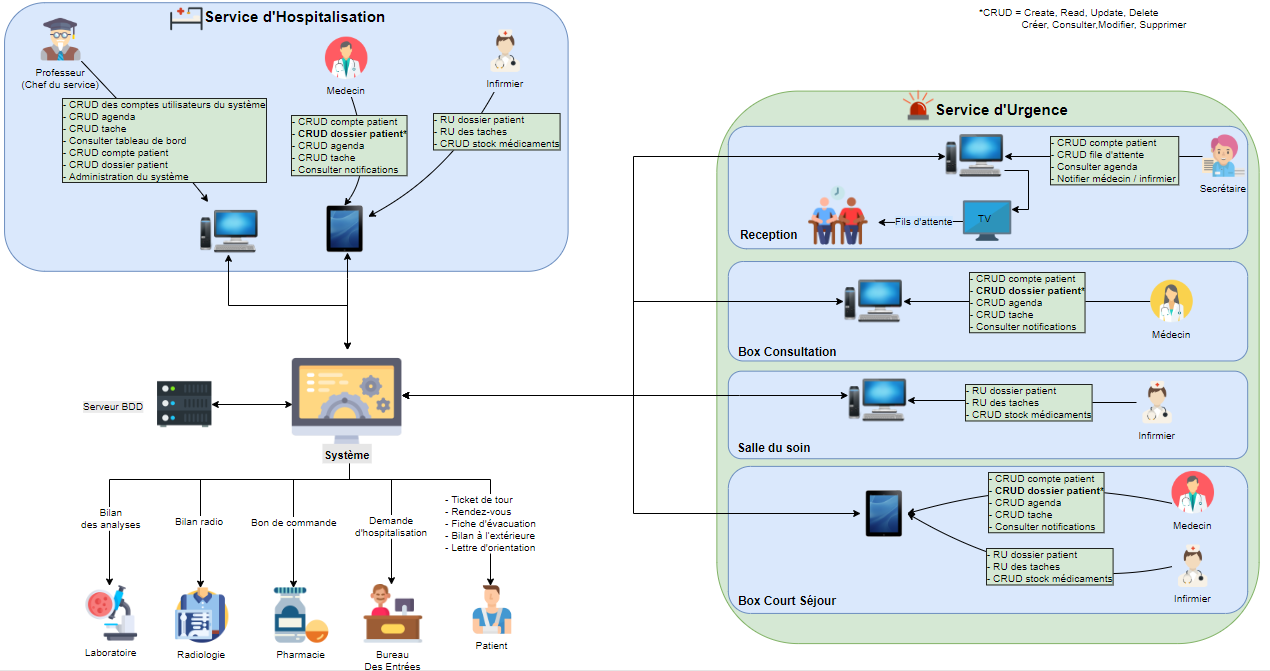 Service d'Hospitalisation
*CRUD = Create, Read, Update, Delete
Créer, Consulter,Modifier, Supprimer
Professeur
(Chef du service)
- CRUD des comptes utilisateurs du système
- CRUD agenda
- CRUD tache
- Consulter tableau de bord
- CRUD compte patient
- CRUD dossier patient
- Administration du système
Medecin
- CRUD compte patient
- CRUD dossier patient*
- CRUD agenda
- CRUD tache
- Consulter notifications
Infirmier
- RU dossier patient
- RU des taches
- CRUD stock médicaments
Service d'Urgence
- CRUD compte patient
- CRUD file d'attente
- Consulter agenda
- Notifier médecin / infirmier
Secrétaire
TV
Fils d'attente
Reception
- CRUD compte patient
- CRUD dossier patient*
- CRUD agenda
- CRUD tache
- Consulter notifications
Médecin
Box Consultation
- RU dossier patient
- RU des taches
- CRUD stock médicaments
Infirmier
Salle du soin
- CRUD compte patient
- CRUD dossier patient*
- CRUD agenda
- CRUD tache
- Consulter notifications
Medecin
- RU dossier patient
- RU des taches
- CRUD stock médicaments
Infirmier
Box Court Séjour
Serveur BDD
Système
Bilan
des analyses
Bilan radio
Bon de commande
Demande
d'hospitalisation
- Ticket de tour
- Rendez-vous
- Fiche d'évacuation
- Bilan à l'extérieure
- Lettre d'orientation
Laboratoire
Radiologie
Pharmacie
Bureau
Des Entrées
Patient